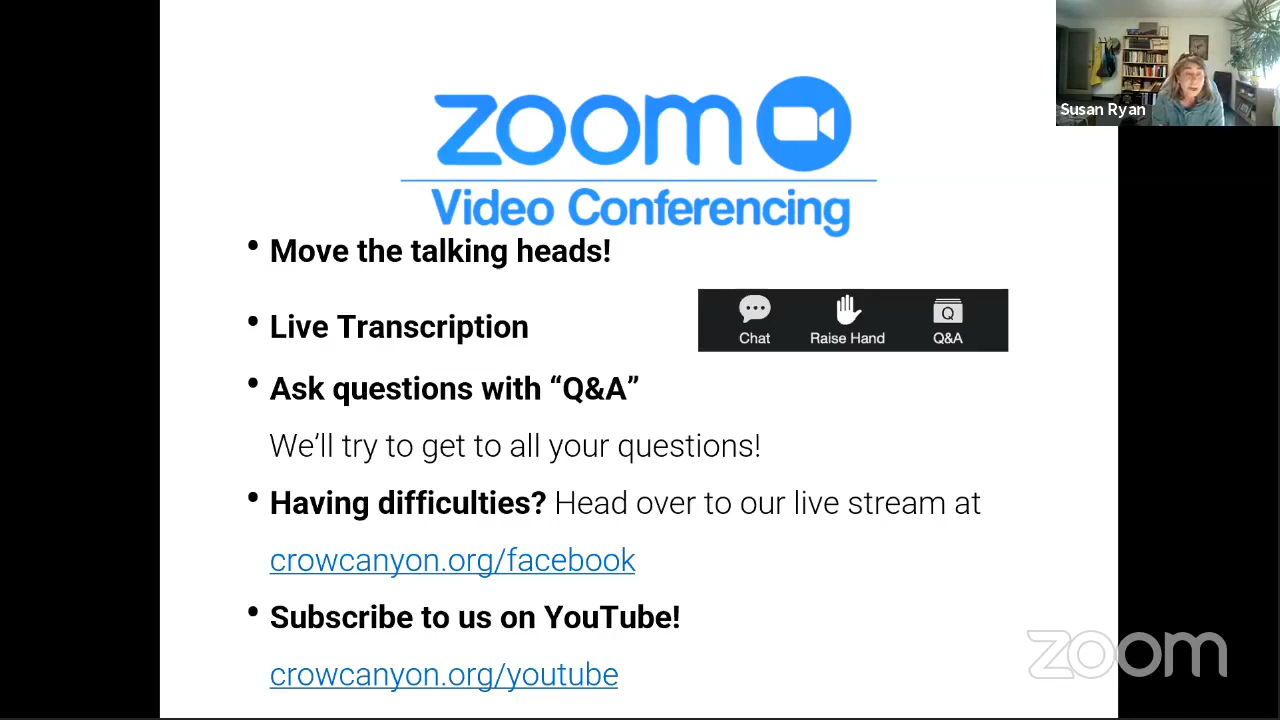 zoom
Video Conferencing
Susan Ryan
• Move the talking heads!
• Live Transcription
Chat Raise Hand Q&A
Q
• Ask questions with “Q&A”
We’ll try to get to all your questions!
• Having difficulties? Head over to our live stream at
crowcanyon.org/facebook
• Subscribe to us on YouTube!
crowcanyon.org/youtube
zoom